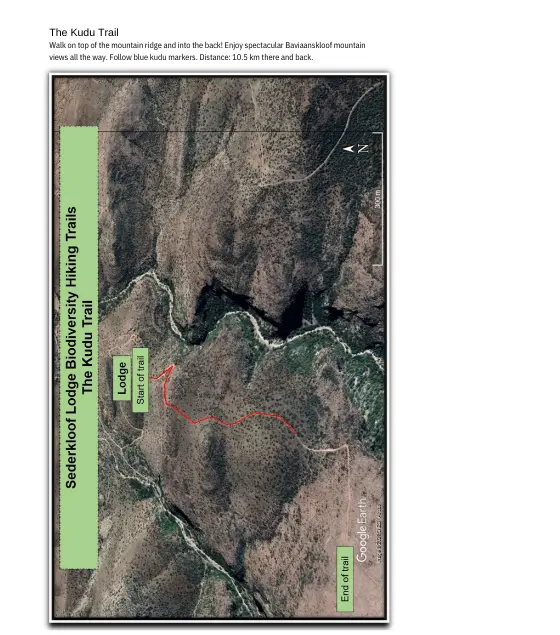 The Kudu Trail
Walk on top of the mountain ridge and into the back! Enjoy spectacular Baviaanskloof mountain
views all the way. Follow blue kudu markers. Distance: 10.5 km there and back.
Sederkloof Lodge Biodiversity Hiking Trails
The Kudu Trail
Lodge
Start of trail
N
Google Earth
End of trail